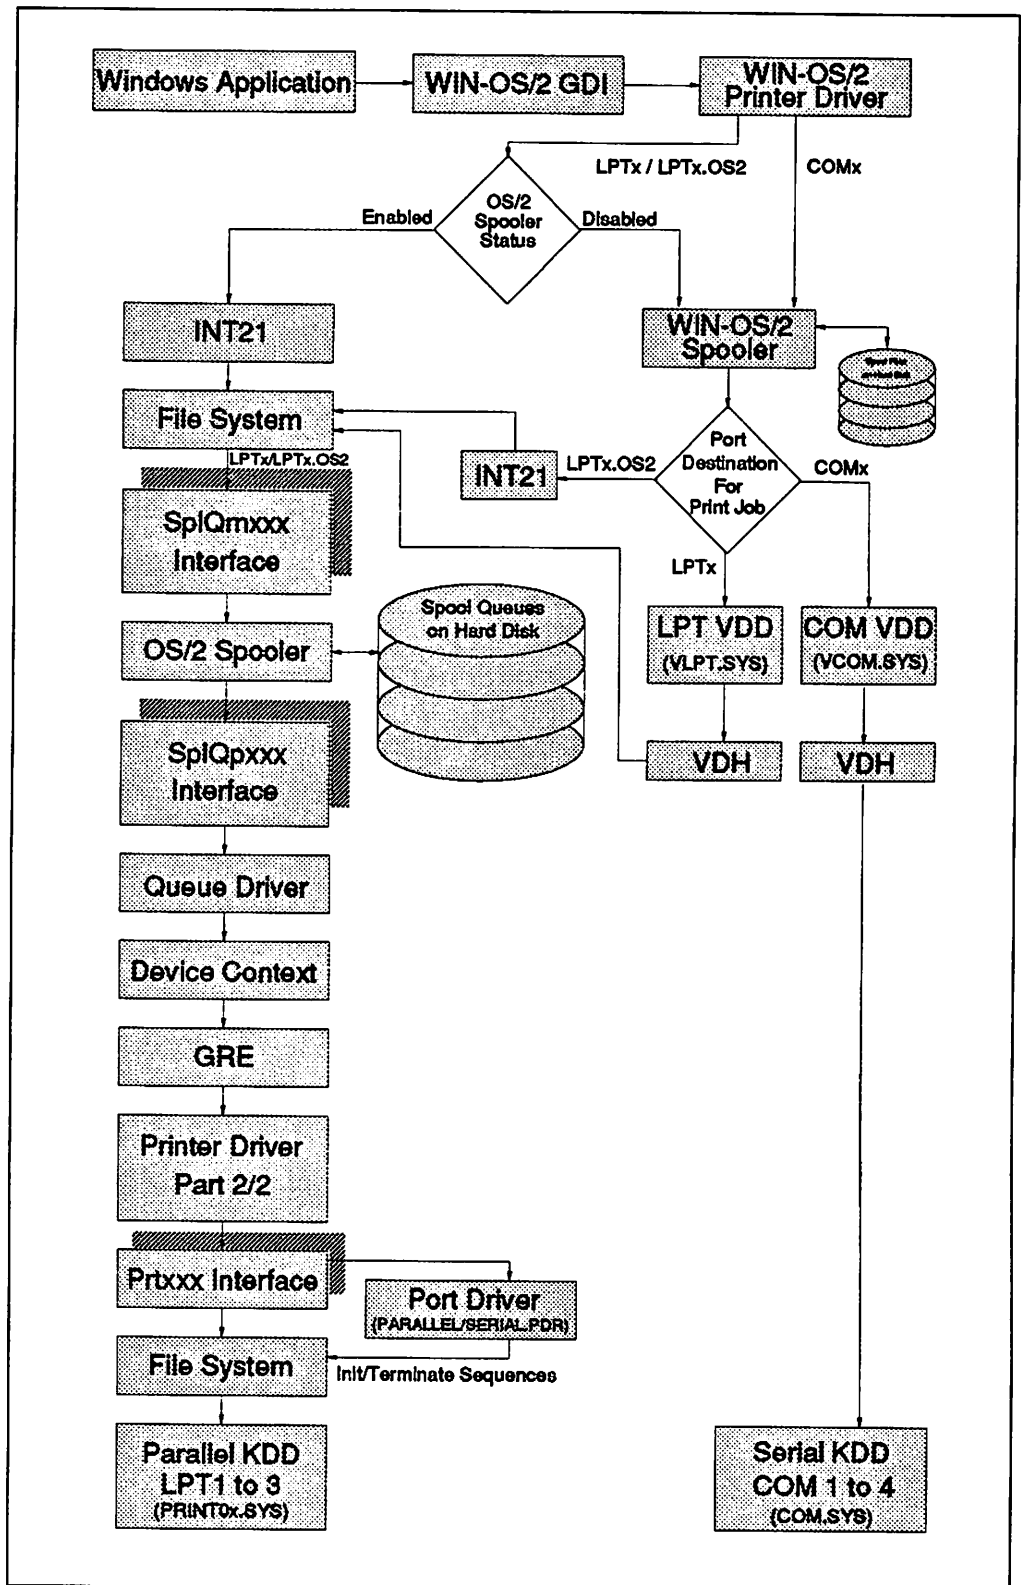 Windows Application
WIN-OS/2 GDI
WIN-OS/2
Printer Driver
LPTx / LPTx.OS2
COMx
OS/2
Spooler
Status
Enabled
Disabled
INT21
WIN-OS/2
Spooler
File System
LPTx/LPTx.OS2
INT21
LPTx.OS2
Port
Destination
For
Print Job
COMx
LPTx
SplQmxxx
Interface
Spool Queues
on Hard Disk
OS/2 Spooler
LPT VDD
(VLPT.SYS)
COM VDD
(VCOM.SYS)
SplQpxxx
Interface
VDH
VDH
Queue Driver
Device Context
GRE
Printer Driver
Part 2/2
Prtxxx Interface
Port Driver
(PARALLEL/SERIAL.PDR)
File System
Init/Terminate Sequences
Parallel KDD
LPT1 to 3
(PRINT0x.SYS)
Serial KDD
COM 1 to 4
(COM.SYS)